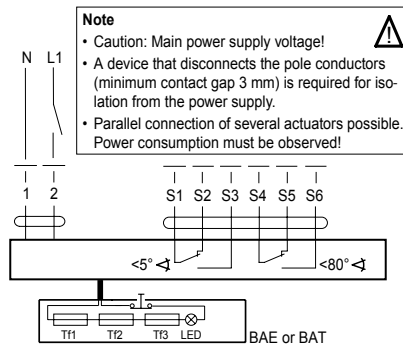 Note
• Caution: Main power supply voltage!
• A device that disconnects the pole conductors
(minimum contact gap 3 mm) is required for iso-
lation from the power supply.
• Parallel connection of several actuators possible.
Power consumption must be observed!
N L1
1 2 S1 S2 S3 S4 S5 S6
<5° <80°
Tf1 Tf2 Tf3 LED
BAE or BAT